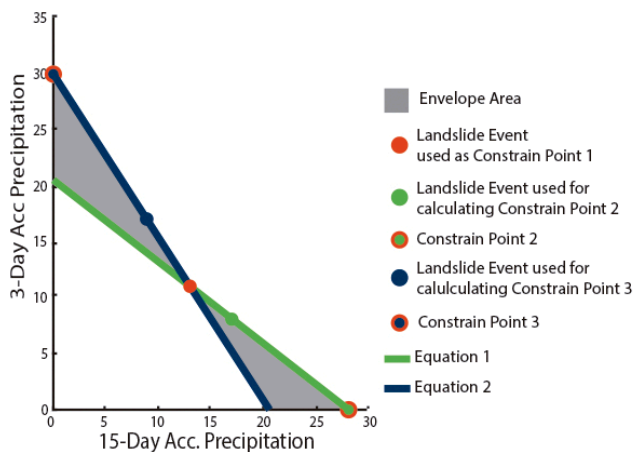 35
30
25
20
15
10
5
0
3-Day Acc Precipitation
0 5 10 15 20 25 30
15-Day Acc. Precipitation
Envelope Area
Landslide Event
used as Constrain Point 1
Landslide Event used for
calculating Constrain Point 2
Constrain Point 2
Landslide Event used for
calulculating Constrain Point 3
Constrain Point 3
Equation 1
Equation 2